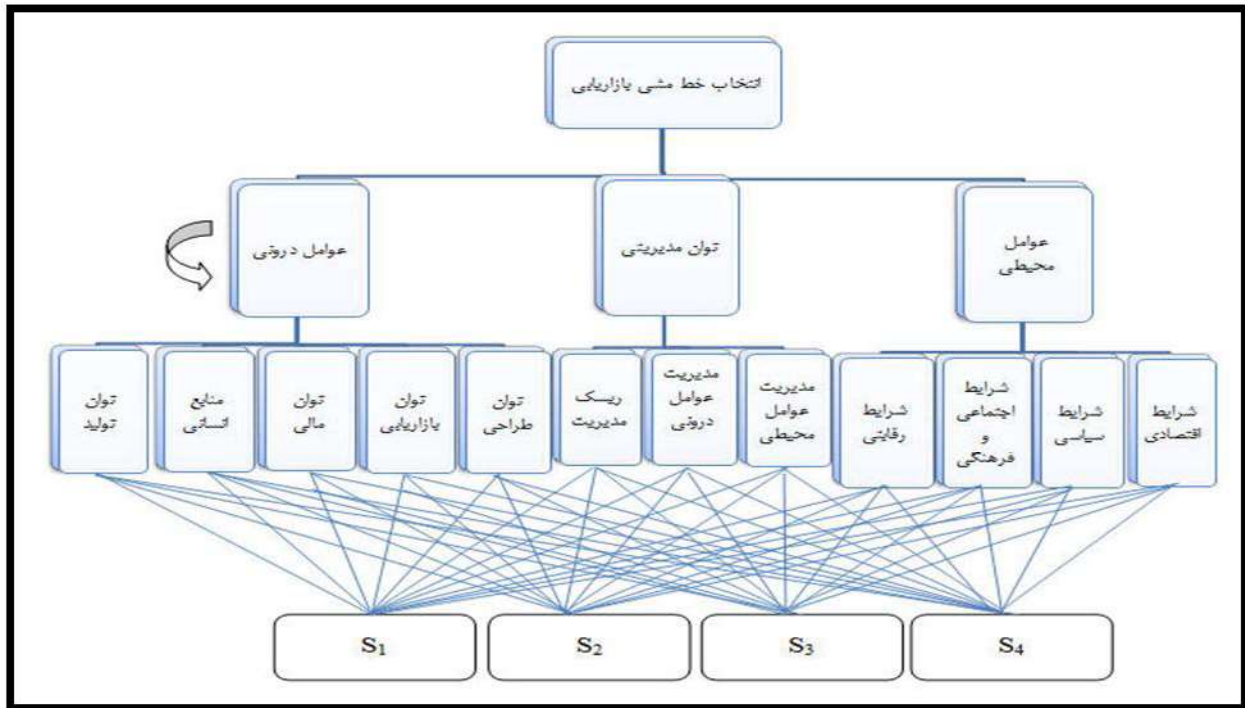 انتخاب خط مشی بازاریابی
عوامل
محیطی
توان مدیریتی
عوامل درونی
شرایط
اقتصادی
شرایط
سیاسی
شرایط
اجتماعی
و
فرهنگی
شرایط
رقابتی
مدیریت
عوامل
محیطی
مدیریت
عوامل
درونی
ریسک
مدیریت
توان
طراحی
توان
بازاریابی
توان
مالی
منابع
انسانی
توان
تولید
S₁
S₂
S₃
S₄